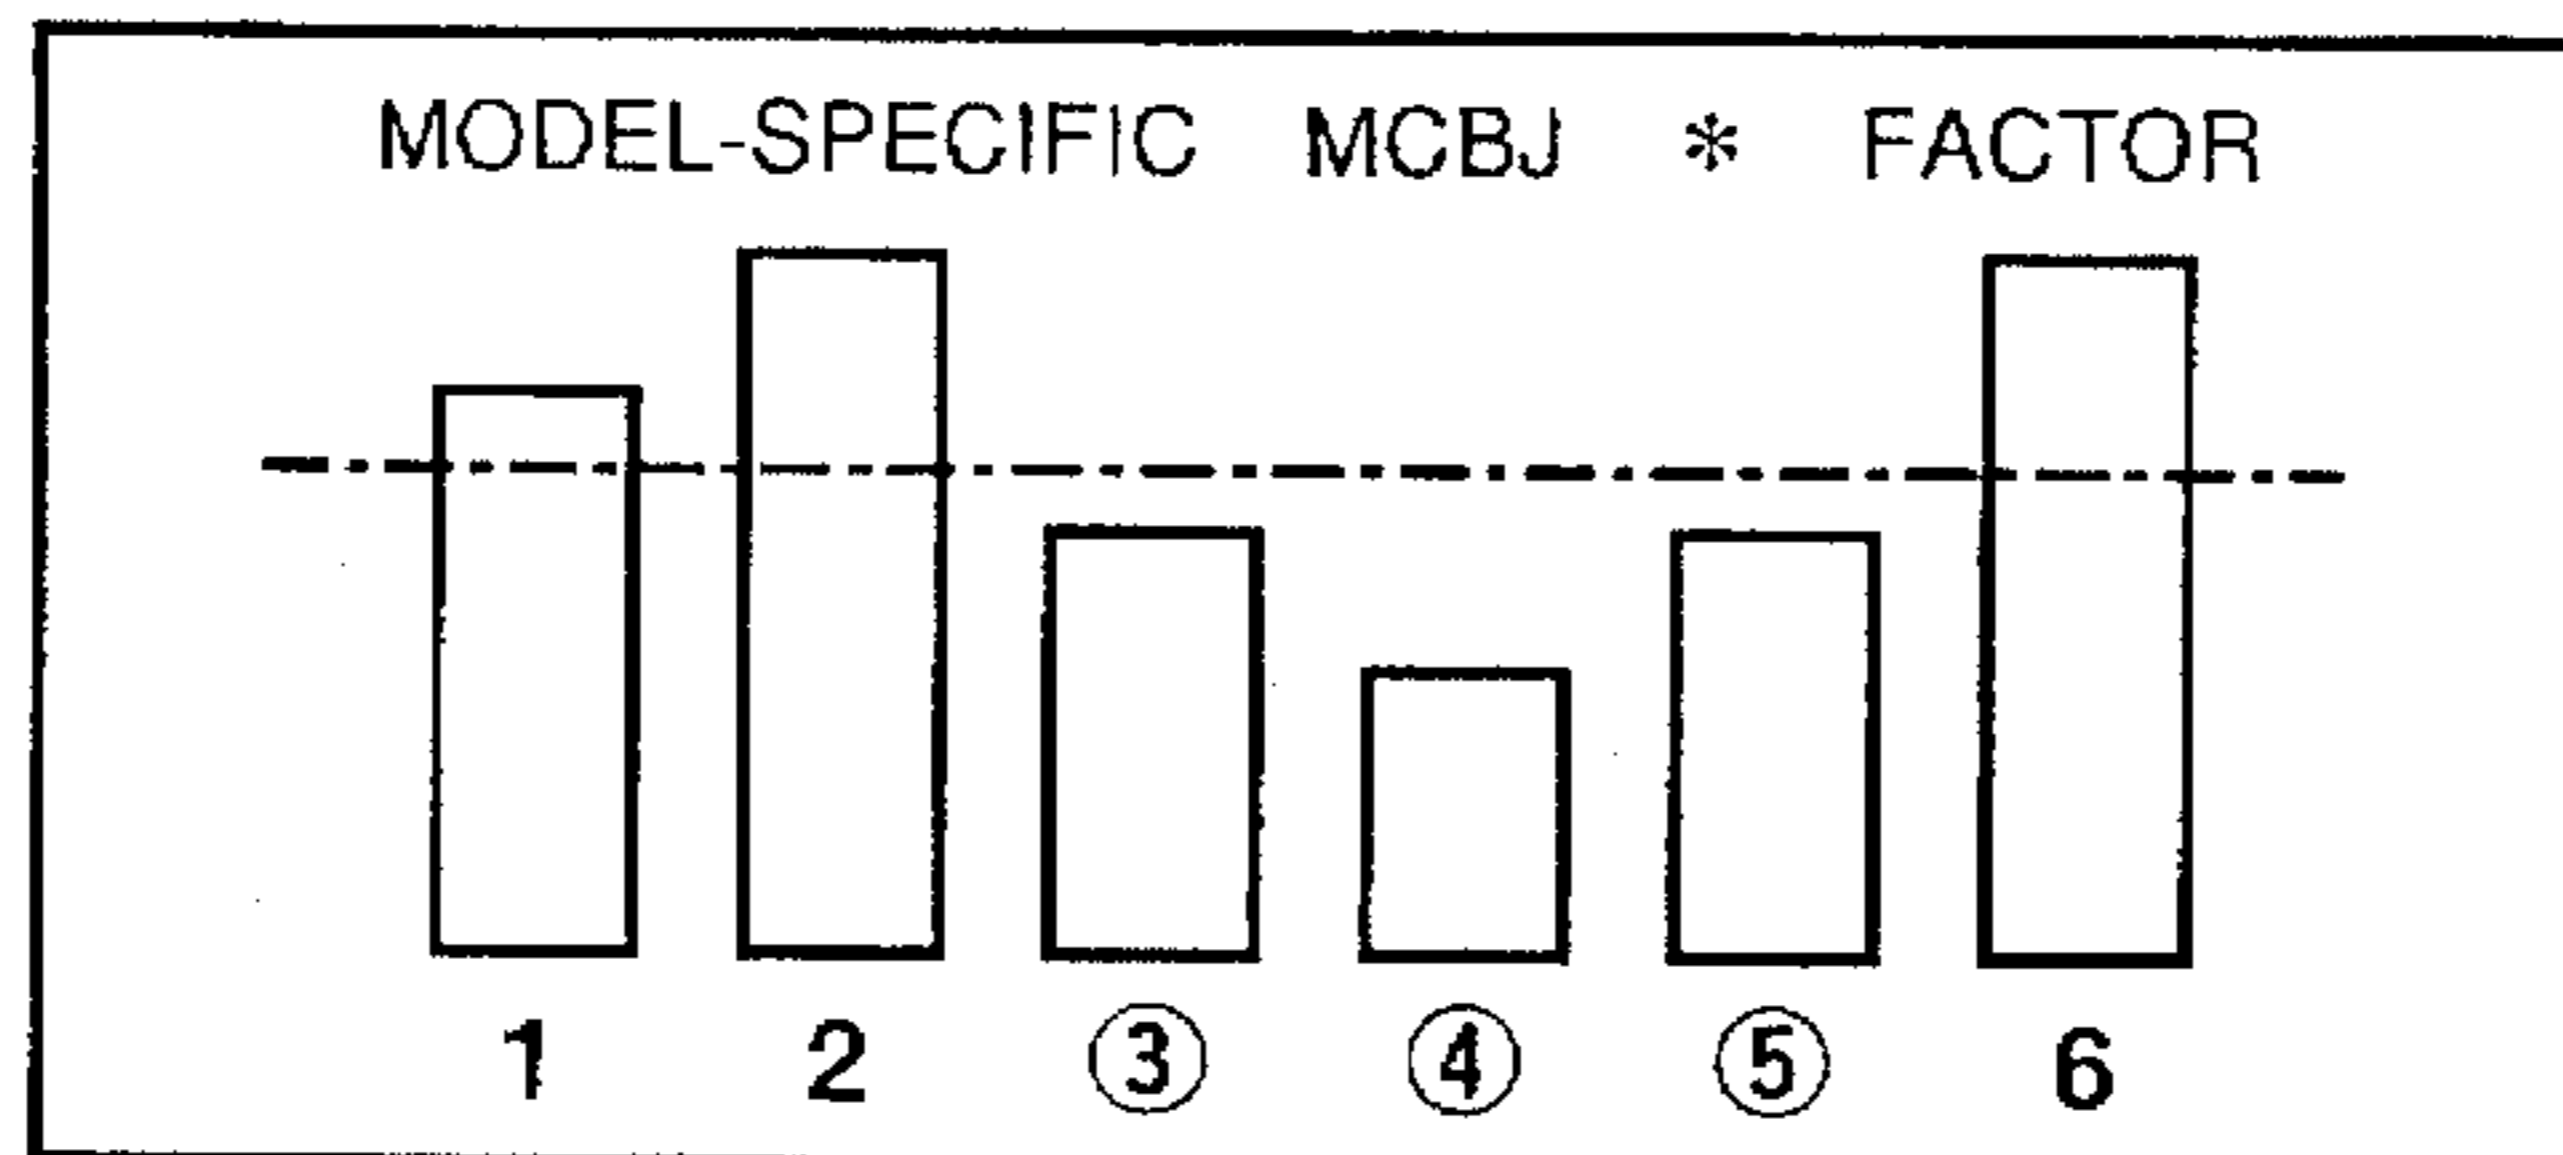 MODEL-SPECIFIC MCBJ * FACTOR
1 2 ③ ④ ⑤ 6